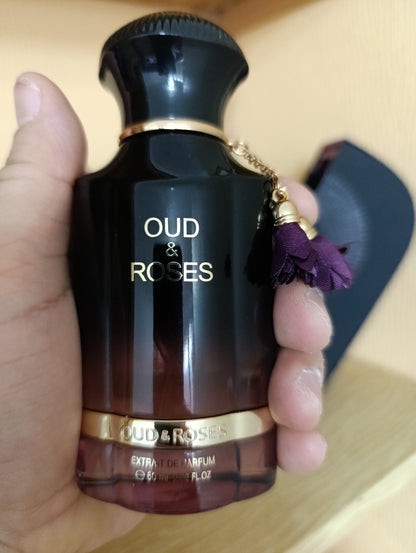 OUD
&
ROSES
OUD & ROSES
EXTRAIT DE PARFUM
FL.OZ